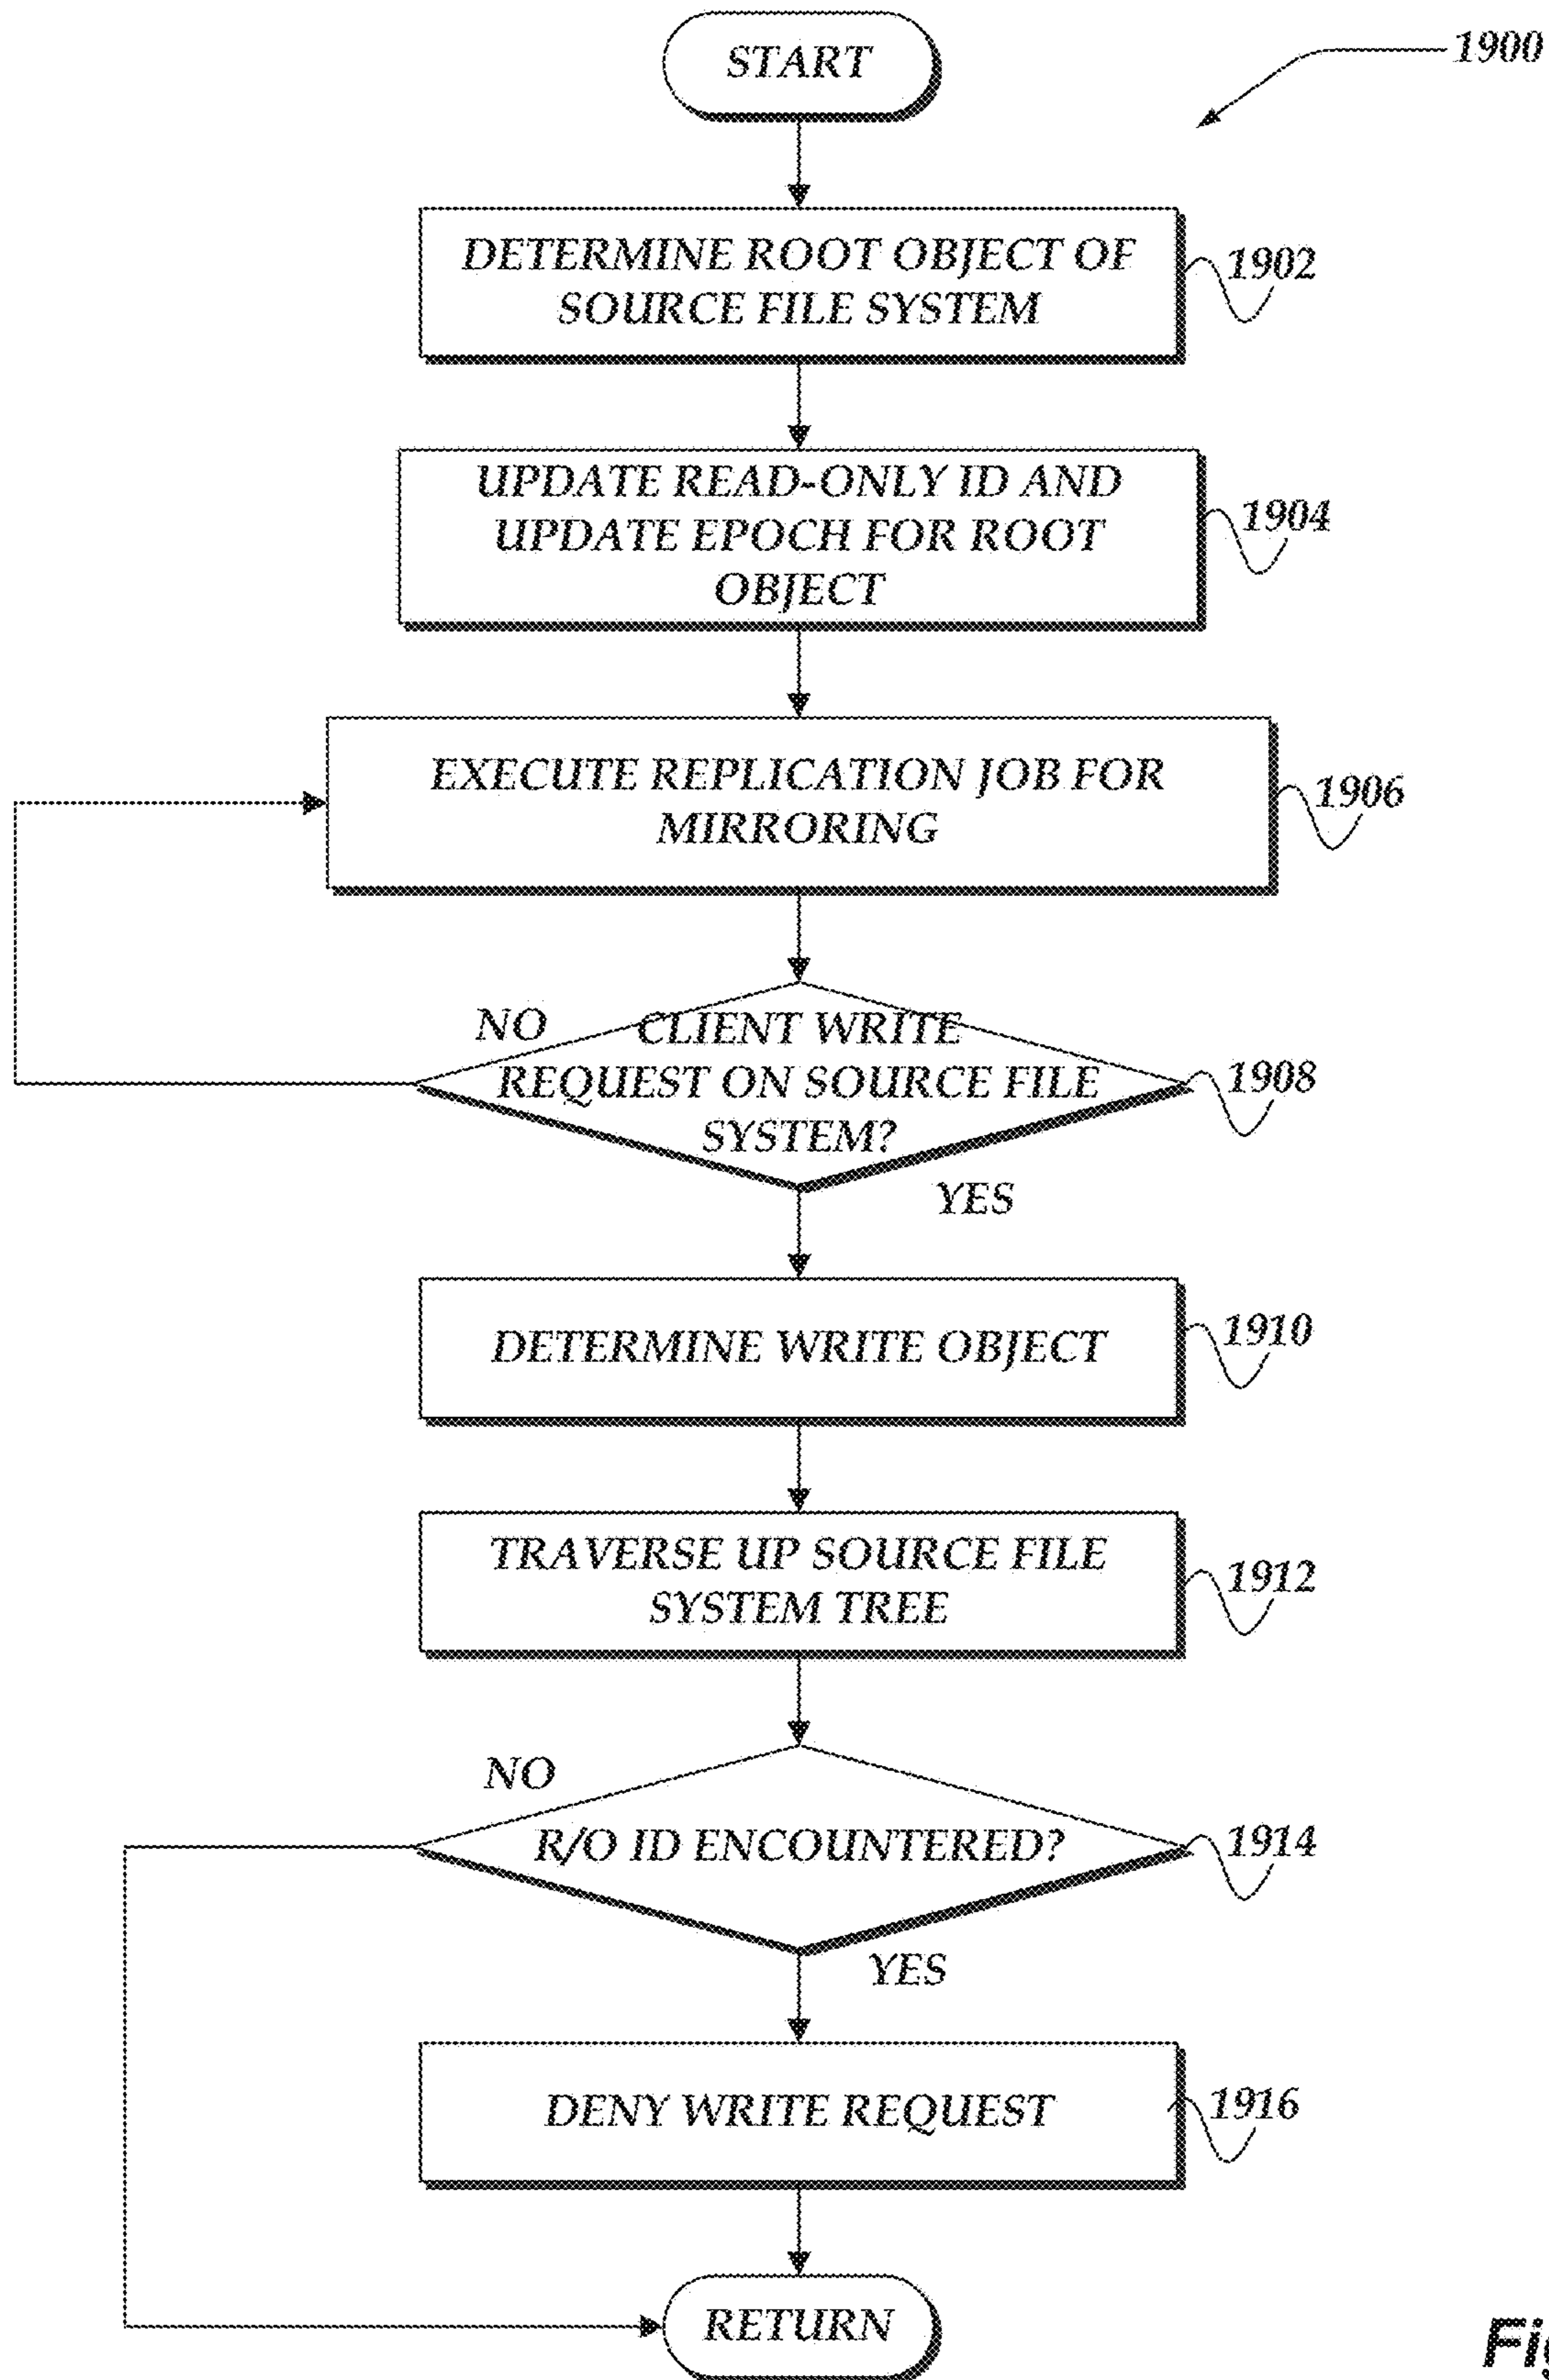 START
1900
DETERMINE ROOT OBJECT OF
SOURCE FILE SYSTEM
1902
UPDATE READ-ONLY ID AND
UPDATE EPOCH FOR ROOT
OBJECT
1904
EXECUTE REPLICATION JOB FOR
MIRRORING
1906
NO
CLIENT WRITE
REQUEST ON SOURCE FILE
SYSTEM?
1908
YES
DETERMINE WRITE OBJECT
1910
TRAVERSE UP SOURCE FILE
SYSTEM TREE
1912
NO
R/O ID ENCOUNTERED?
1914
YES
DENY WRITE REQUEST
1916
RETURN